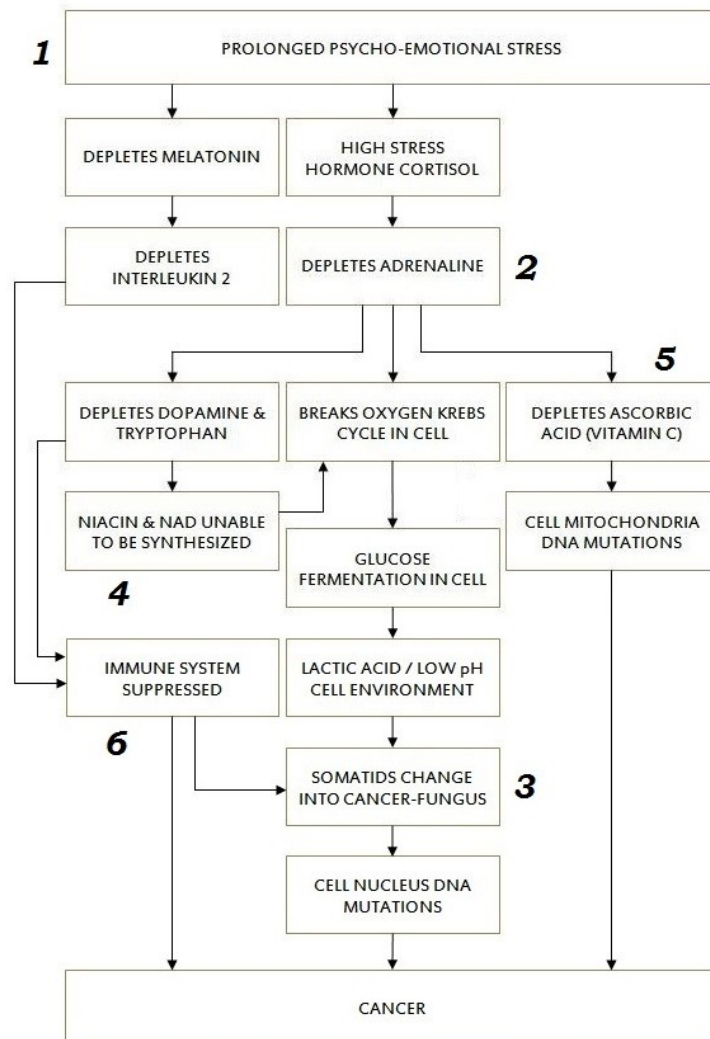 1
PROLONGED PSYCHO-EMOTIONAL STRESS
DEPLETES MELATONIN
HIGH STRESS
HORMONE CORTISOL
DEPLETES
INTERLEUKIN 2
DEPLETES ADRENALINE
2
5
DEPLETES DOPAMINE &
TRYPTOPHAN
BREAKS OXYGEN KREBS
CYCLE IN CELL
DEPLETES ASCORBIC
ACID (VITAMIN C)
NIACIN & NAD UNABLE
TO BE SYNTHESIZED
4
GLUCOSE
FERMENTATION IN CELL
CELL MITOCHONDRIA
DNA MUTATIONS
IMMUNE SYSTEM
SUPPRESSED
6
LACTIC ACID / LOW pH
CELL ENVIRONMENT
SOMATIDS CHANGE
INTO CANCER-FUNGUS
3
CELL NUCLEUS DNA
MUTATIONS
CANCER